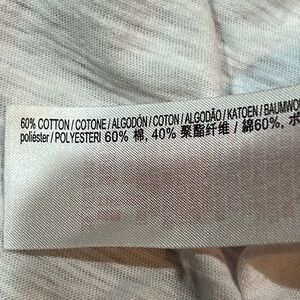 60% COTTON / COTONE / ALGODÓN / COTON / ALGODÃO / KATOEN / BAUMWO
poliéster / POLYESTERI 60% 棉, 40% 聚酯纤维 / 綿60%, ポ